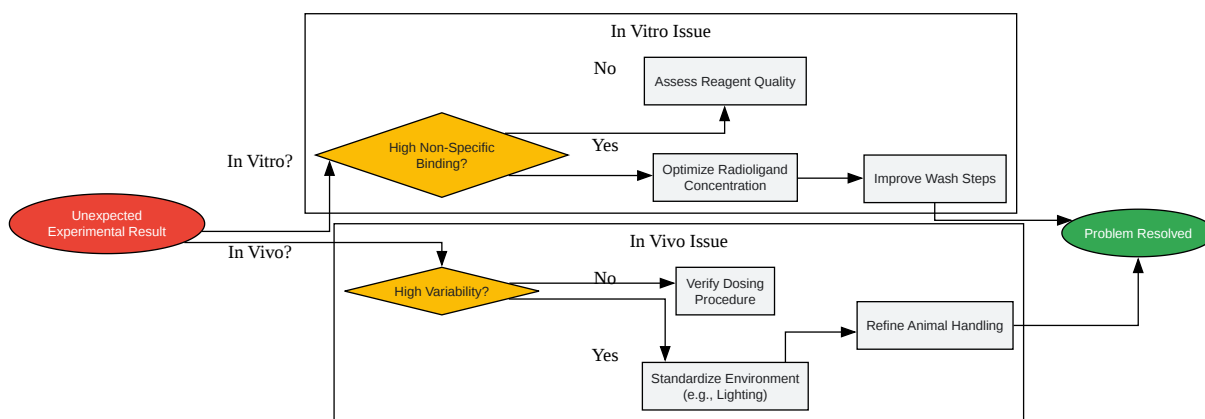 In Vitro Issue
No
Assess Reagent Quality
High Non-Specific
Binding?
Yes
In Vitro?
Optimize Radioligand
Concentration
Improve Wash Steps
Unexpected
Experimental Result
Problem Resolved
In Vivo?
In Vivo Issue
High Variability?
No
Verify Dosing
Procedure
Refine Animal Handling
Yes
Standardize Environment
(e.g., Lighting)